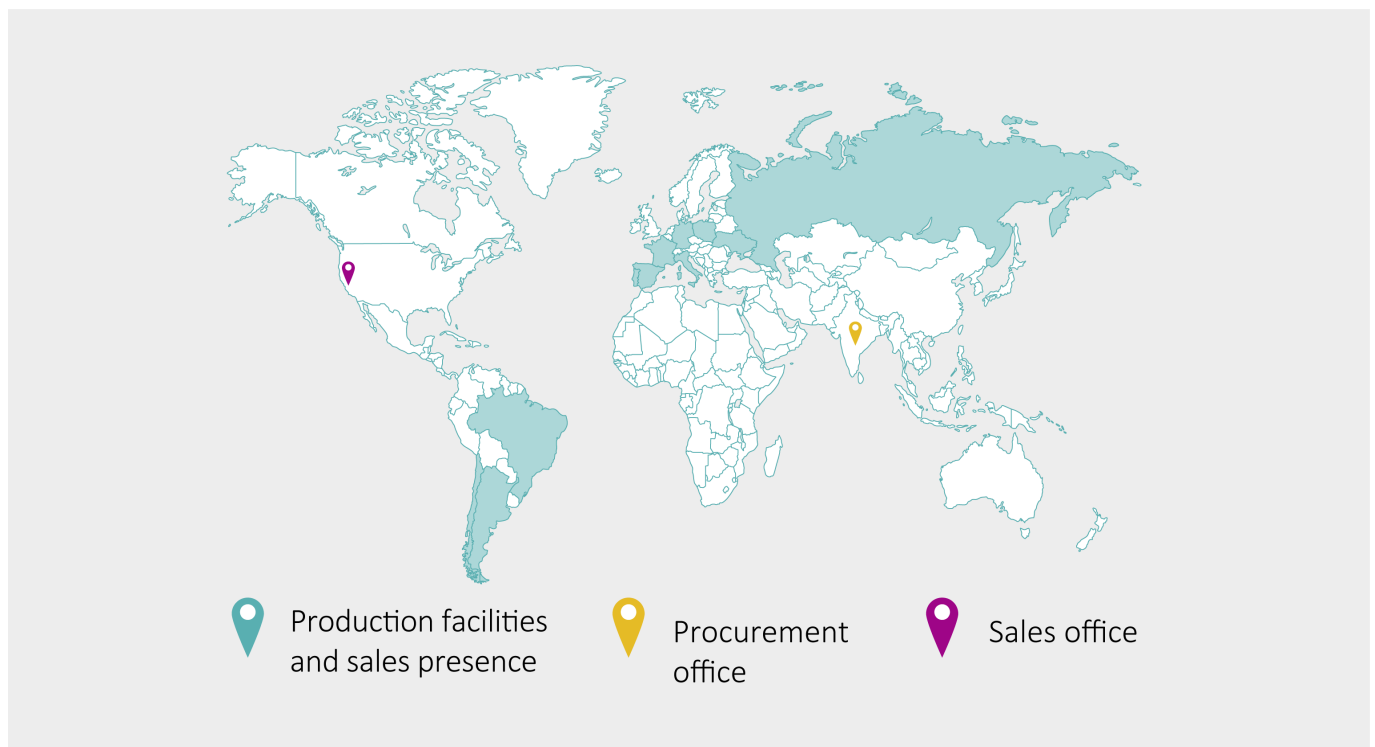 Production facilities
and sales presence
Procurement
office
Sales office